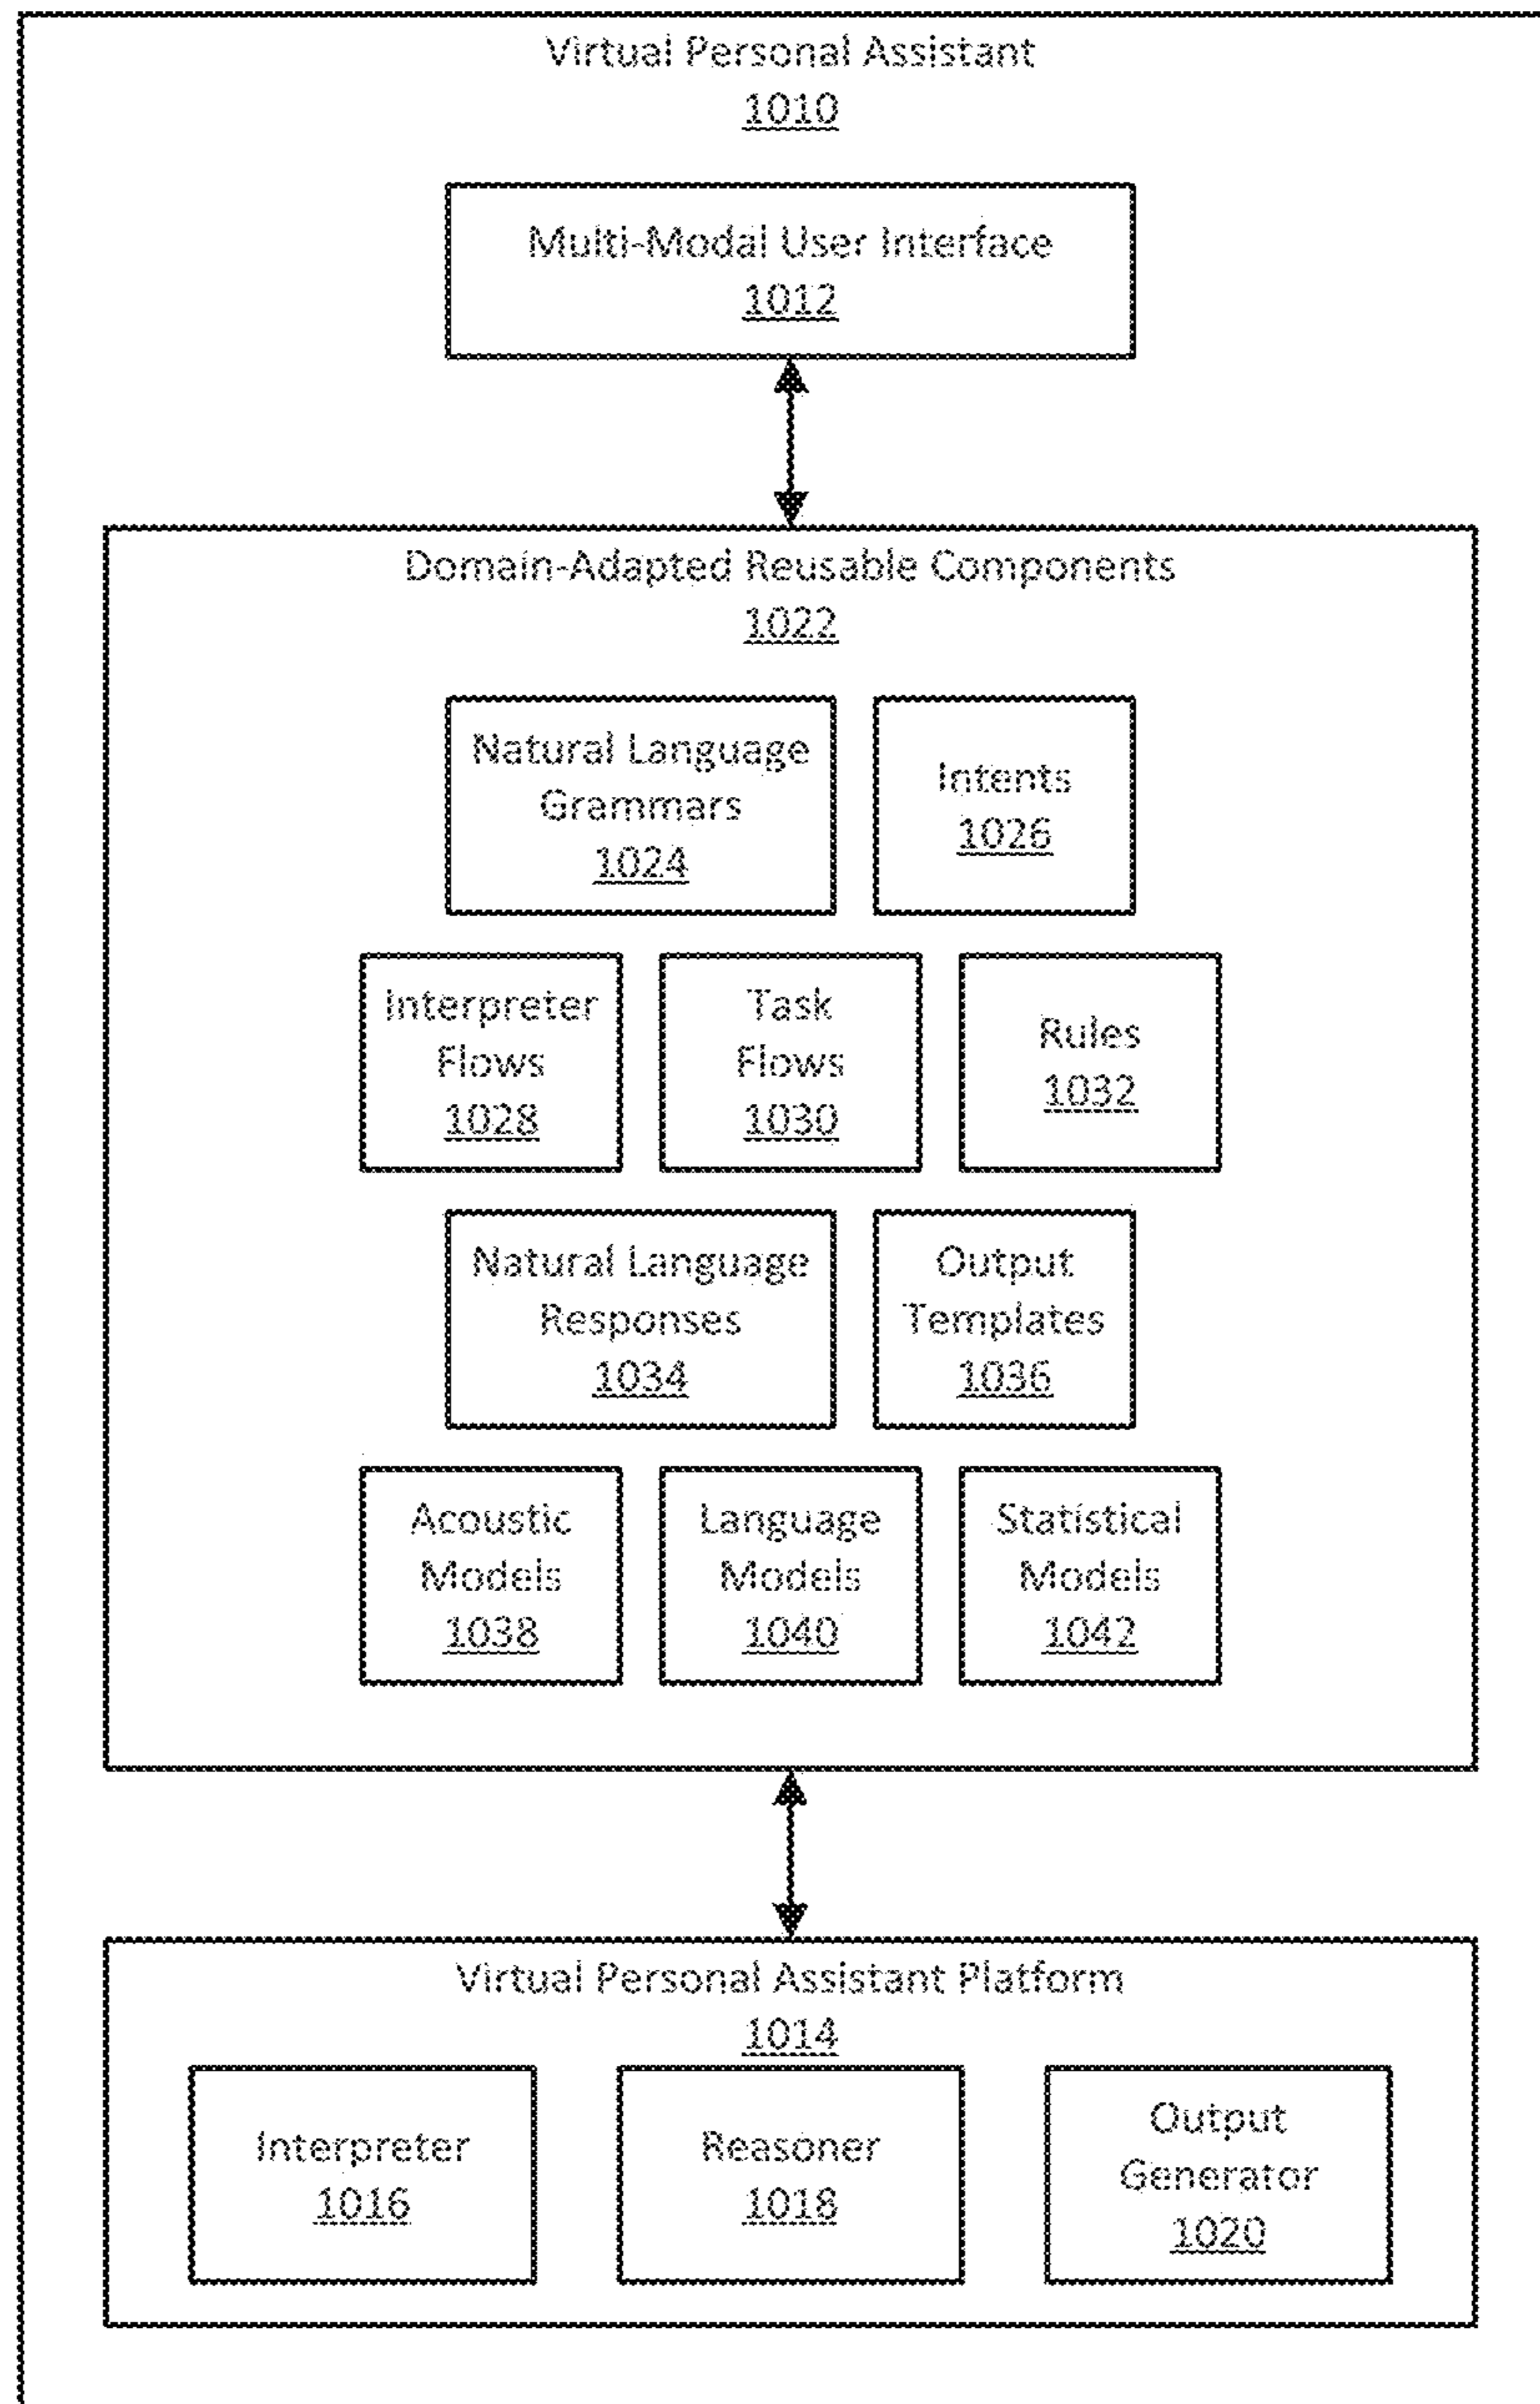 Virtual Personal Assistant
1010
Multi-Modal User Interface
1012
Domain-Adapted Reusable Components
1022
Natural Language
Grammars
1024
Intents
1026
Interpreter
Flows
1028
Task
Flows
1030
Rules
1032
Natural Language
Responses
1034
Output
Templates
1036
Acoustic
Models
1038
Language
Models
1040
Statistical
Models
1042
Virtual Personal Assistant Platform
1014
Interpreter
1016
Reasoner
1018
Output
Generator
1020